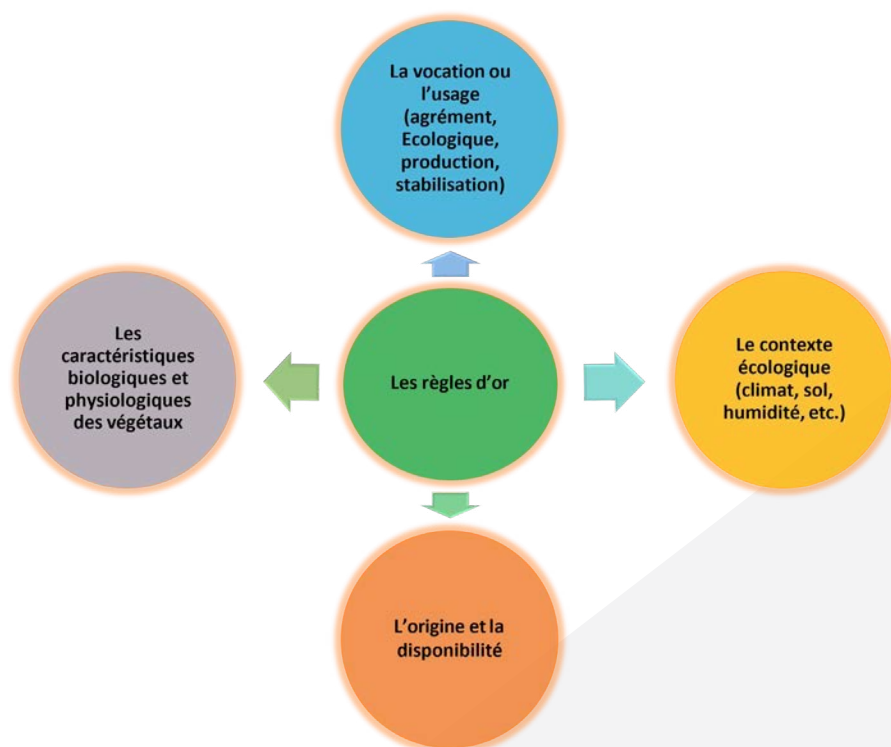 La vocation ou
l'usage
(agrément,
Ecologique,
production,
stabilisation)
Les
caractéristiques
biologiques et
physiologiques
des végétaux
Les règles d'or
Le contexte
écologique
(climat, sol,
humidité, etc.)
L'origine et la
disponibilité